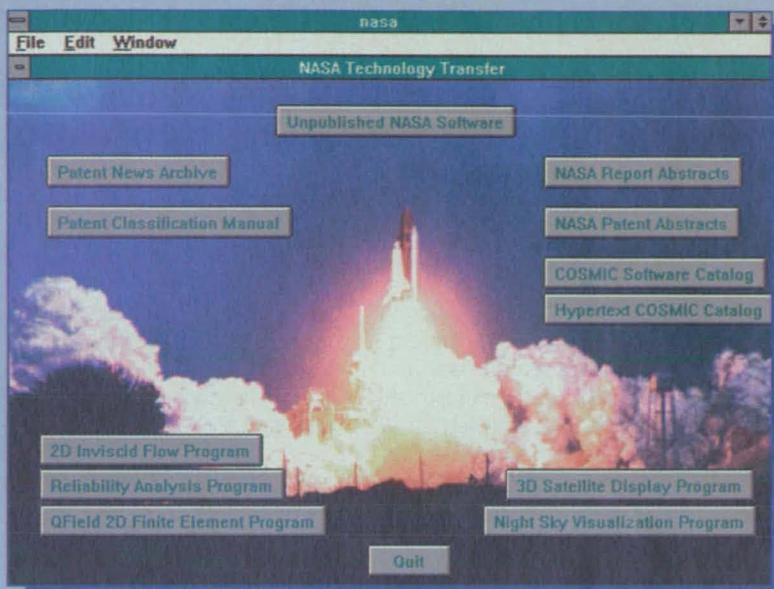 nasa
File Edit Window
NASA Technology Transfer
Unpublished NASA Software
Patent News Archive
NASA Report Abstracts
Patent Classification Manual
NASA Patent Abstracts
COSMIC Software Catalog
Hypertext COSMIC Catalog
2D Inviscid Flow Program
Reliability Analysis Program
3D Satellite Display Program
QField 2D Finite Element Program
Night Sky Visualization Program
Quit